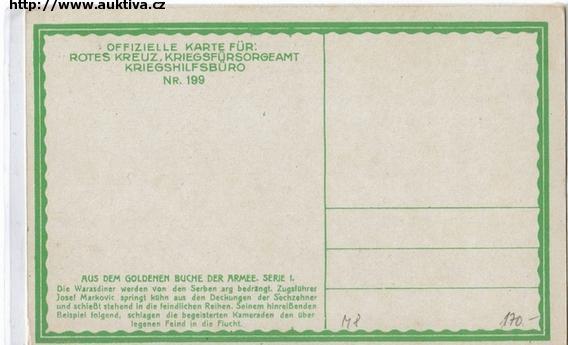 http://www.auktiva.cz
OFFIZIELLE KARTE FÜR:
ROTES KREUZ, KRIEGSFÜRSORGEAMT
KRIEGSHILFSBÜRO
NR. 199
AUS DEM GOLDENEN BUCHE DER ARMEE. SERIE I.
Die Warasdiner werden von den Serben arg bedrängt. Zugsführer
Josef Markovic springt kühn aus den Deckungen der Sechzehner
und schießt stehend in die feindlichen Reihen. Seinem hinreißenden
Beispiel folgend, schlagen die begeisterten Kameraden den über
legenen Feind in die Flucht.
M8
170.-